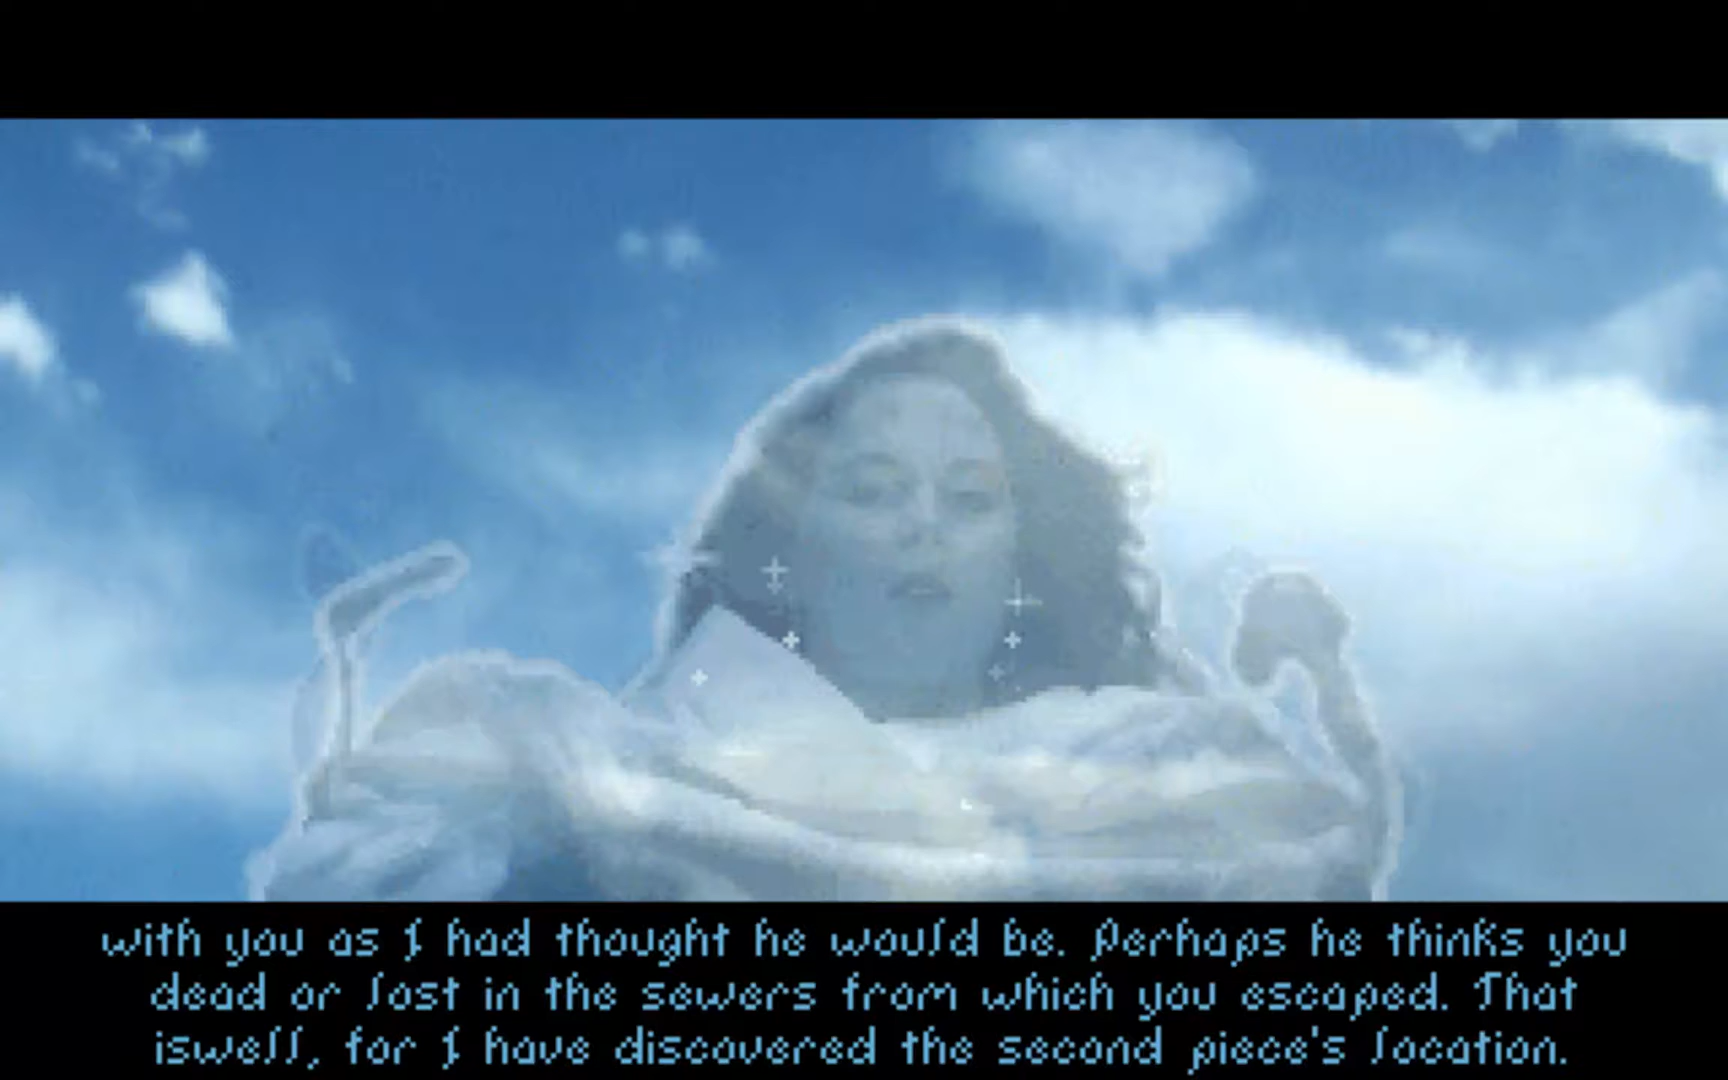 with you as I had thought he would be. Perhaps he thinks you
dead or lost in the sewers from which you escaped. That
iswell, for I have discovered the second piece's location.